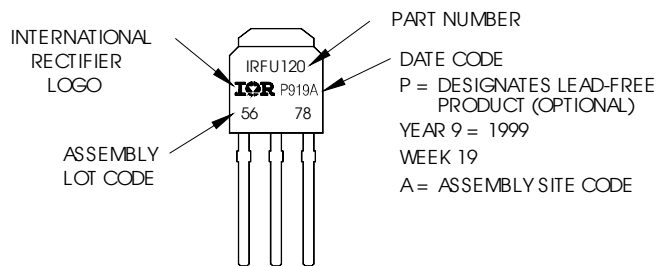 INTERNATIONAL
RECTIFIER
LOGO
ASSEMBLY
LOT CODE
IRFU120
IOR P919A
56 78
PART NUMBER
DATE CODE
P = DESIGNATES LEAD-FREE
PRODUCT (OPTIONAL)
YEAR 9 = 1999
WEEK 19
A = ASSEMBLY SITE CODE